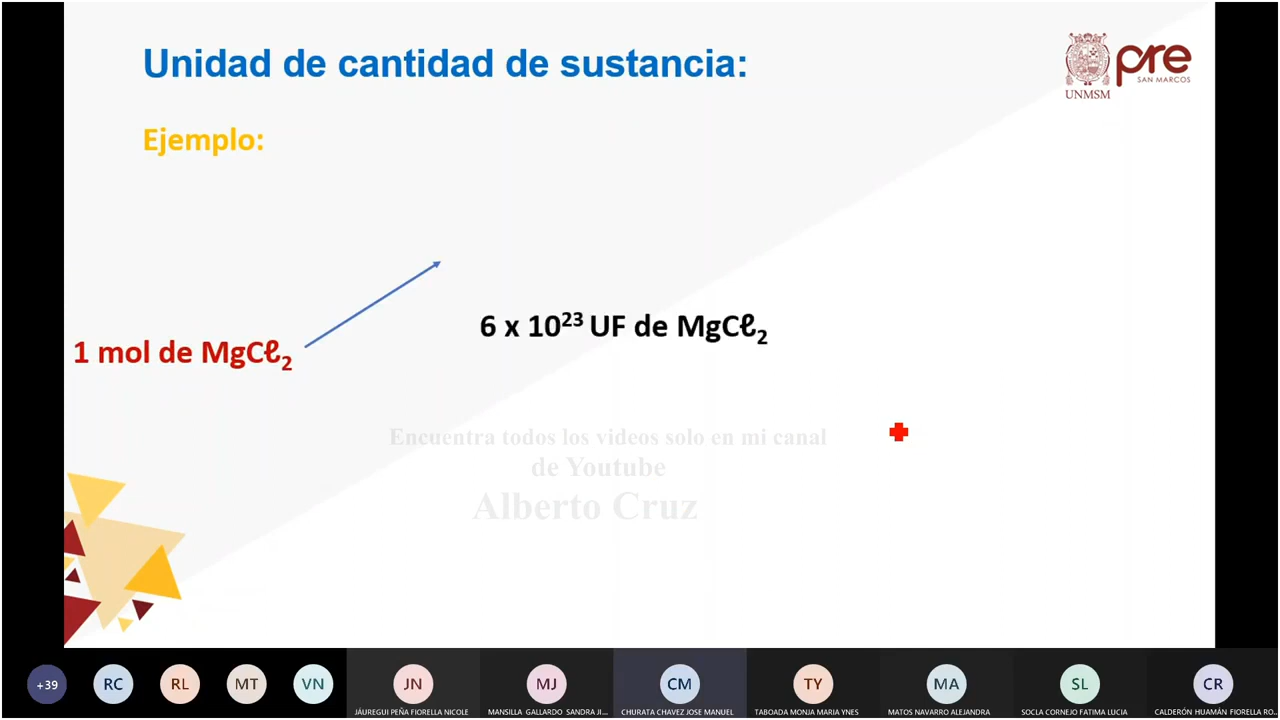 Unidad de cantidad de sustancia:
pre
SAN MARCOS
UNMSM
Ejemplo:
6 x 10²³ UF de MgCℓ₂
1 mol de MgCℓ₂
Encuentra todos los videos solo en mi canal
de Youtube
Alberto Cruz
+39
RC
RL
MT
VN
JN
MJ
CM
TY
MA
SL
CR
JÁUREGUI PEÑA FIORELLA NICOLE
MANSILLA GALLARDO SANDRA JI...
CHURATA CHAVEZ JOSE MANUEL
TABOADA MONJA MARIA YNES
MATOS NAVARRO ALEJANDRA
SOCLA CORNEJO FATIMA LUCIA
CALDERÓN HUAMÁN FIORELLA RO...